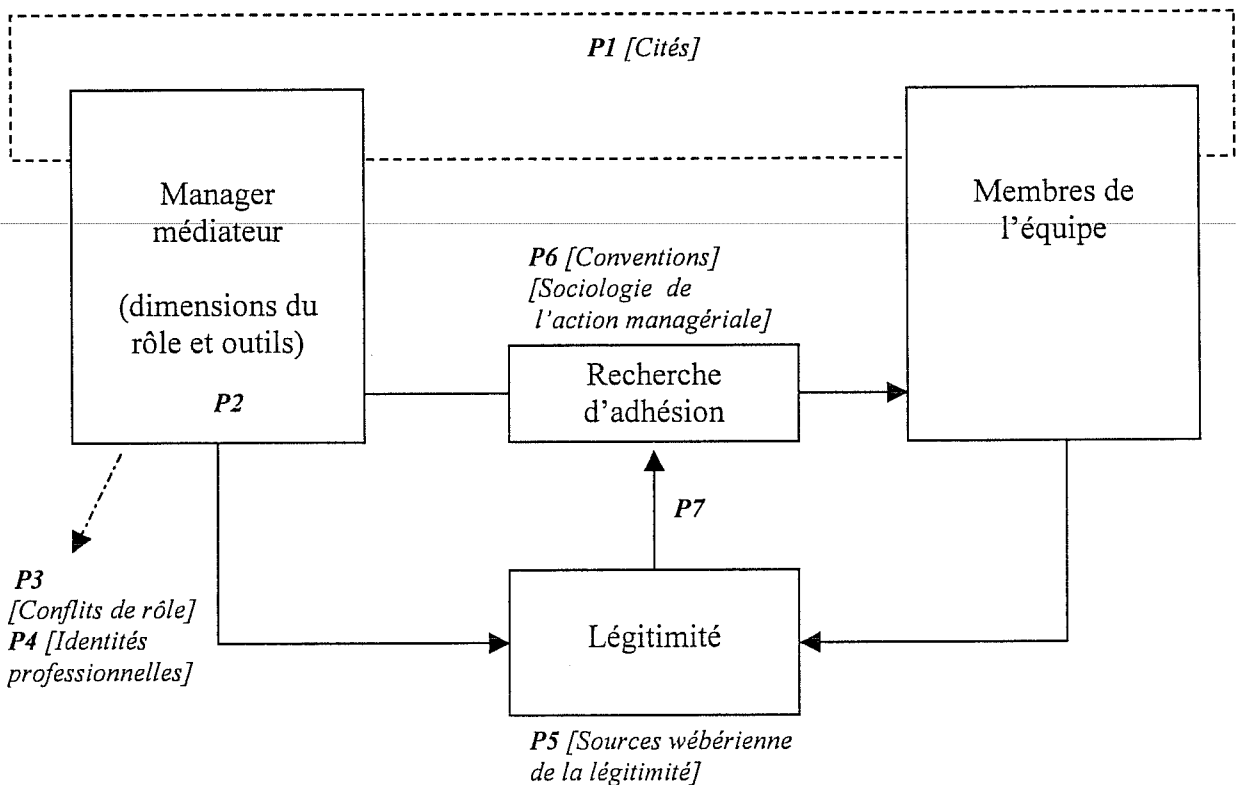 P1 [Cités]
Manager
médiateur
(dimensions du
rôle et outils)
P2
Membres de
l'équipe
P6 [Conventions]
[Sociologie de
l'action managériale]
Recherche
d'adhésion
P7
P3
[Conflits de rôle]
P4 [Identités
professionnelles]
Légitimité
P5 [Sources wébérienne
de la légitimité]